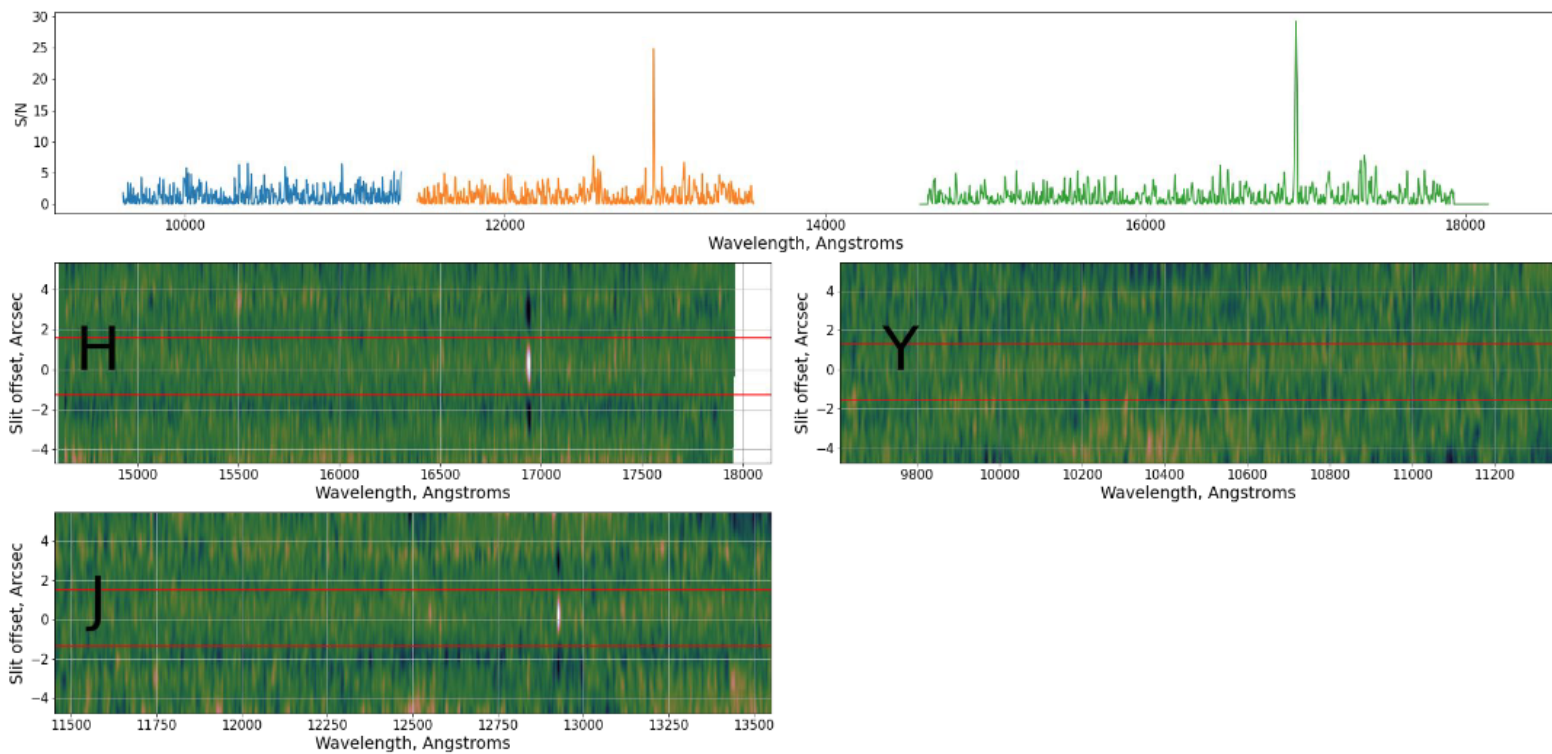 30
25
20
15
10
5
0
S/N
10000 12000 14000 16000 18000
Wavelength, Angstroms
4
2
0
−2
−4
Slit offset, Arcsec
H
15000 15500 16000 16500 17000 17500 18000
Wavelength, Angstroms
4
2
0
−2
−4
Slit offset, Arcsec
Y
9800 10000 10200 10400 10600 10800 11000 11200
Wavelength, Angstroms
4
2
0
−2
−4
Slit offset, Arcsec
J
11500 11750 12000 12250 12500 12750 13000 13250 13500
Wavelength, Angstroms